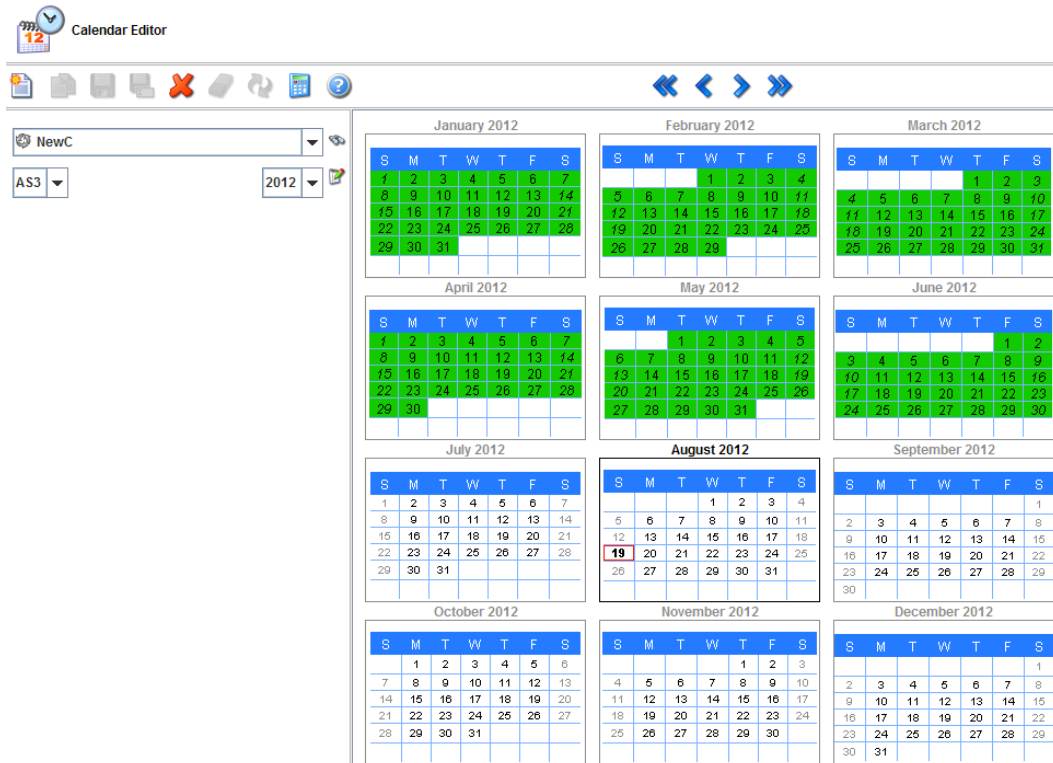 12
Calendar Editor
NewC
AS3 2012
January 2012 February 2012 March 2012
S M T W T F S S M T W T F S S M T W T F S
1 2 3 4 5 6 7 1 2 3 4 1 2 3
8 9 10 11 12 13 14 5 6 7 8 9 10 11 4 5 6 7 8 9 10
15 16 17 18 19 20 21 12 13 14 15 16 17 18 11 12 13 14 15 16 17
22 23 24 25 26 27 28 19 20 21 22 23 24 25 18 19 20 21 22 23 24
29 30 31 26 27 28 29 25 26 27 28 29 30 31
April 2012 May 2012 June 2012
S M T W T F S S M T W T F S S M T W T F S
1 2 3 4 5 6 7 1 2 3 4 5 1 2
8 9 10 11 12 13 14 6 7 8 9 10 11 12 3 4 5 6 7 8 9
15 16 17 18 19 20 21 13 14 15 16 17 18 19 10 11 12 13 14 15 16
22 23 24 25 26 27 28 20 21 22 23 24 25 26 17 18 19 20 21 22 23
29 30 27 28 29 30 31 24 25 26 27 28 29 30
July 2012 August 2012 September 2012
S M T W T F S S M T W T F S S M T W T F S
1 2 3 4 5 6 7 1 2 3 4 1
8 9 10 11 12 13 14 5 6 7 8 9 10 11 2 3 4 5 6 7 8
15 16 17 18 19 20 21 12 13 14 15 16 17 18 9 10 11 12 13 14 15
22 23 24 25 26 27 28 19 20 21 22 23 24 25 16 17 18 19 20 21 22
29 30 31 26 27 28 29 30 31 23 24 25 26 27 28 29
30
October 2012 November 2012 December 2012
S M T W T F S S M T W T F S S M T W T F S
1 2 3 4 5 6 1 2 3 1
7 8 9 10 11 12 13 4 5 6 7 8 9 10 2 3 4 5 6 7 8
14 15 16 17 18 19 20 11 12 13 14 15 16 17 9 10 11 12 13 14 15
21 22 23 24 25 26 27 18 19 20 21 22 23 24 16 17 18 19 20 21 22
28 29 30 31 25 26 27 28 29 30 23 24 25 26 27 28 29
30 31